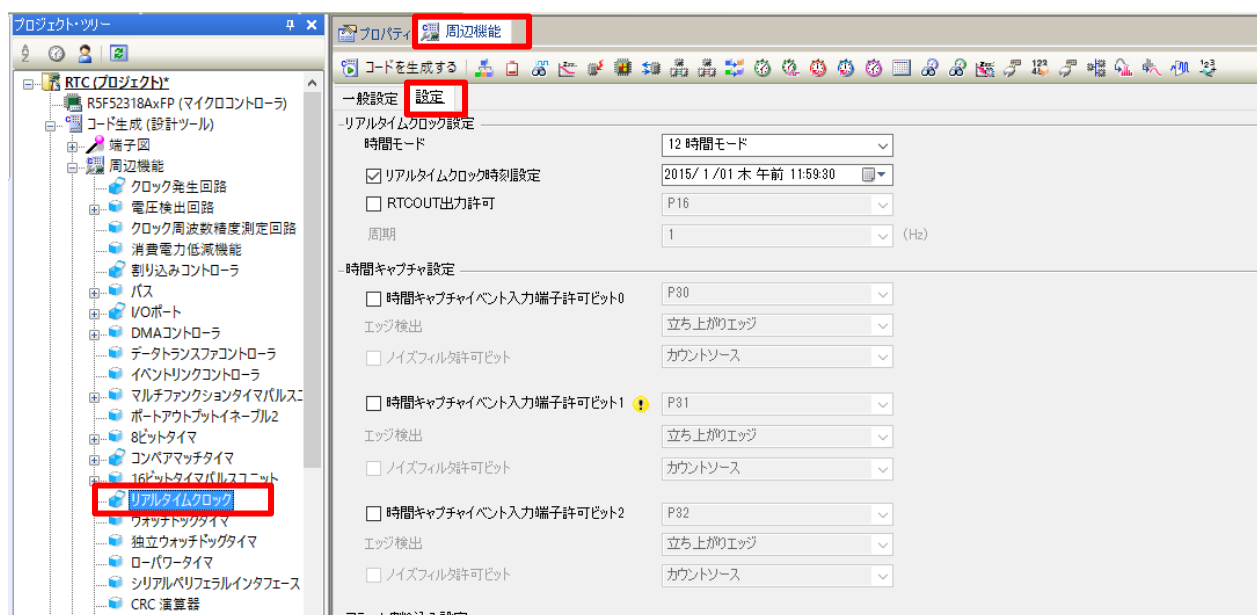 プロジェクト・ツリー
RTC (プロジェクト)*
R5F52318AxFP (マイクロコントローラ)
コード生成 (設計ツール)
端子図
周辺機能
クロック発生回路
電圧検出回路
クロック周波数精度測定回路
消費電力低減機能
割り込みコントローラ
バス
I/Oポート
DMAコントローラ
データトランスファコントローラ
イベントリンクコントローラ
マルチファンクションタイマパルスユ
ポートアウトプットイネーブル2
8ビットタイマ
コンペアマッチタイマ
16ビットタイマパルスユニット
リアルタイムクロック
ウォッチドッグタイマ
独立ウォッチドッグタイマ
ローパワータイマ
シリアルペリフェラルインタフェース
CRC 演算器
プロパティ 周辺機能
コードを生成する
一般設定 設定
リアルタイムクロック設定
時間モード 12 時間モード
リアルタイムクロック時刻設定 2015/ 1 /01 木 午前 11:59:30
RTCOUT出力許可 P16
周期 1 (Hz)
時間キャプチャ設定
時間キャプチャイベント入力端子許可ビット0 P30
エッジ検出 立ち上がりエッジ
ノイズフィルタ許可ビット カウントソース
時間キャプチャイベント入力端子許可ビット1 P31
エッジ検出 立ち上がりエッジ
ノイズフィルタ許可ビット カウントソース
時間キャプチャイベント入力端子許可ビット2 P32
エッジ検出 立ち上がりエッジ
ノイズフィルタ許可ビット カウントソース